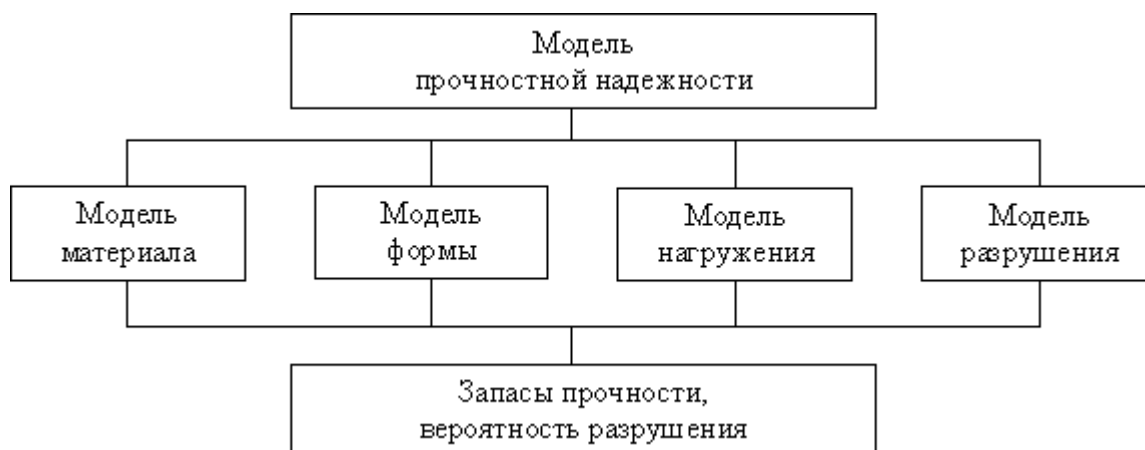 Модель
прочностной надежности
Модель
материала
Модель
формы
Модель
нагружения
Модель
разрушения
Запасы прочности,
вероятность разрушения